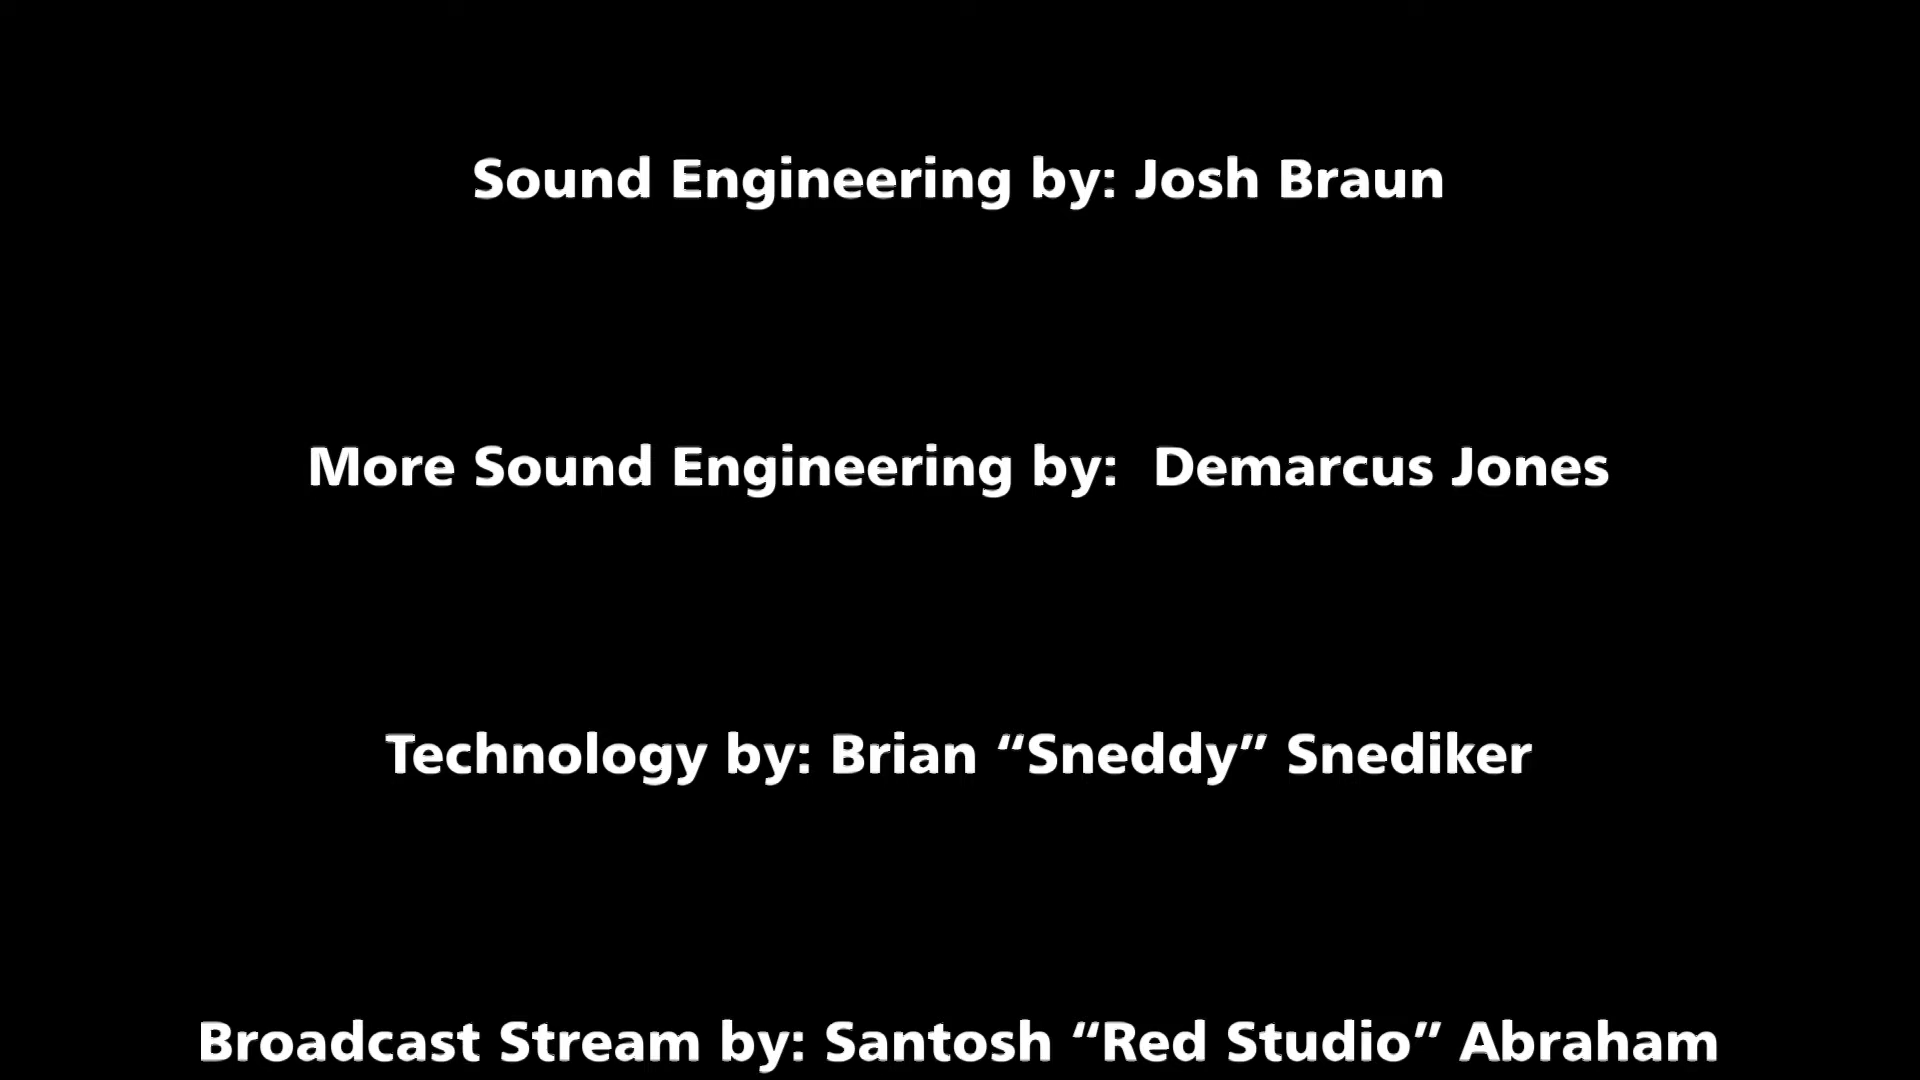 Sound Engineering by: Josh Braun
More Sound Engineering by:  Demarcus Jones
Technology by: Brian “Sneddy” Snediker
Broadcast Stream by: Santosh “Red Studio” Abraham